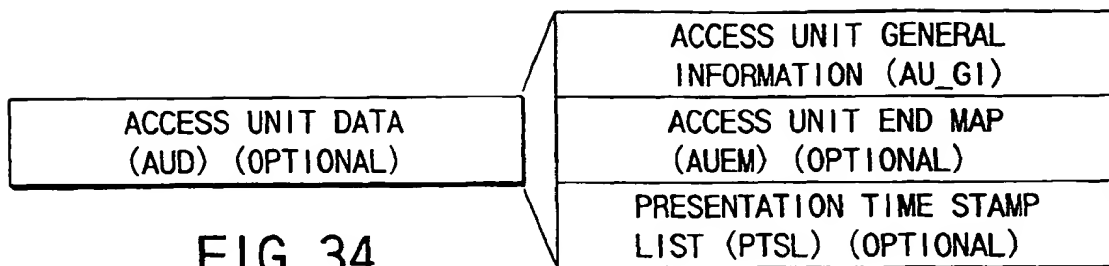 ACCESS UNIT DATA
(AUD) (OPTIONAL)
ACCESS UNIT GENERAL
INFORMATION (AU_GI)
ACCESS UNIT END MAP
(AUEM) (OPTIONAL)
PRESENTATION TIME STAMP
LIST (PTSL) (OPTIONAL)
FIG. 34